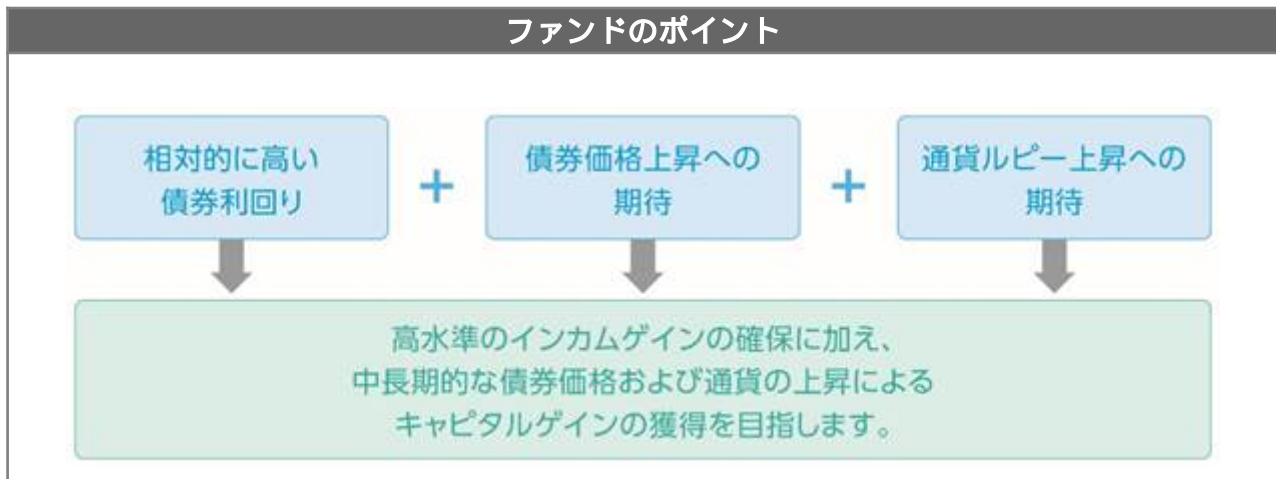 ファンドのポイント
相対的に高い
債券利回り
+
債券価格上昇への
期待
+
通貨ルピー上昇への
期待
高水準のインカムゲインの確保に加え、
中長期的な債券価格および通貨の上昇による
キャピタルゲインの獲得を目指します。